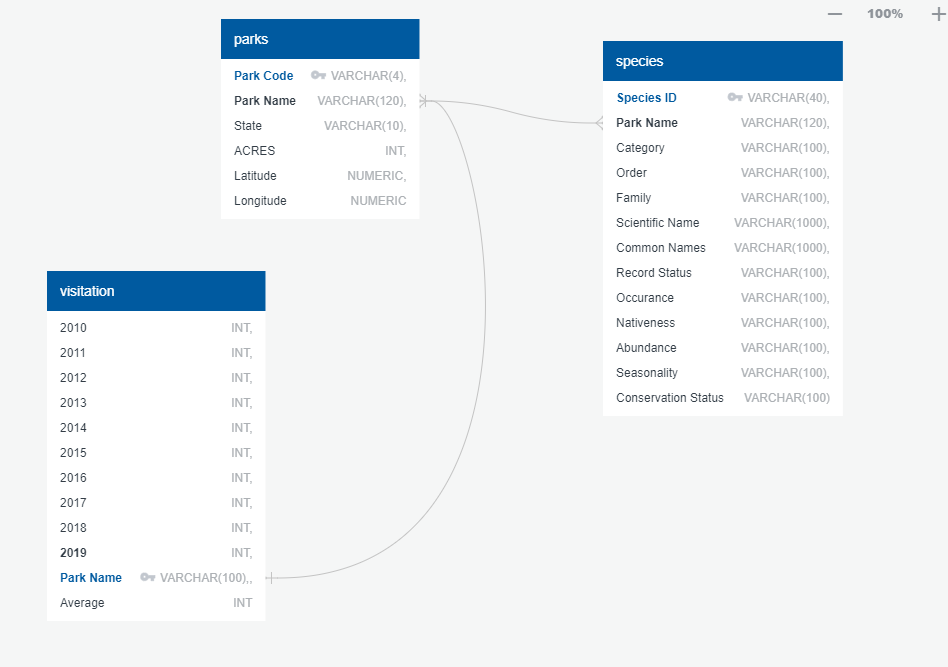 100%
parks
Park Code VARCHAR(4),
Park Name VARCHAR(120),
State VARCHAR(10),
ACRES INT,
Latitude NUMERIC,
Longitude NUMERIC
species
Species ID VARCHAR(40),
Park Name VARCHAR(120),
Category VARCHAR(100),
Order VARCHAR(100),
Family VARCHAR(100),
Scientific Name VARCHAR(1000),
Common Names VARCHAR(1000),
Record Status VARCHAR(100),
Occurance VARCHAR(100),
Nativeness VARCHAR(100),
Abundance VARCHAR(100),
Seasonality VARCHAR(100),
Conservation Status VARCHAR(100)
visitation
2010 INT,
2011 INT,
2012 INT,
2013 INT,
2014 INT,
2015 INT,
2016 INT,
2017 INT,
2018 INT,
2019 INT,
Park Name VARCHAR(100),,
Average INT